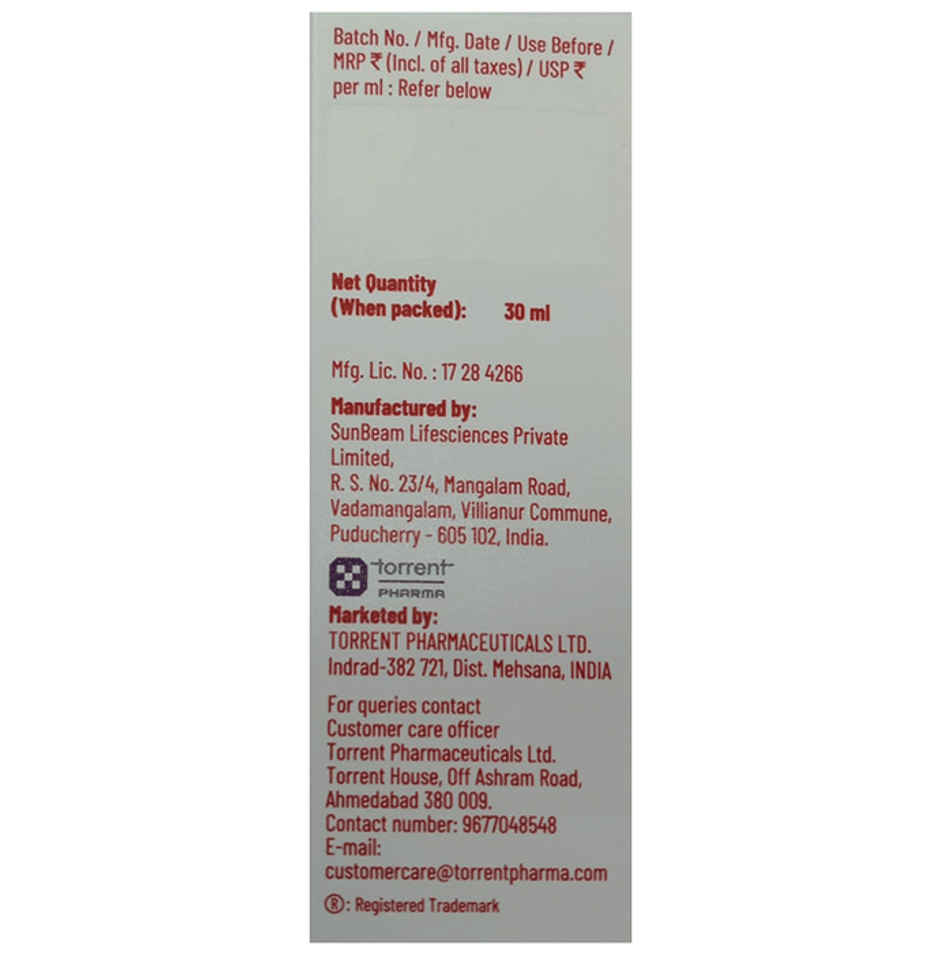 Batch No. / Mfg. Date / Use Before /
MRP ₹ (Incl. of all taxes) / USP ₹
per ml : Refer below
Net Quantity
(When packed): 30 ml
Mfg. Lic. No. : 17 28 4266
Manufactured by:
SunBeam Lifesciences Private
Limited,
R. S. No. 23/4, Mangalam Road,
Vadamangalam, Villianur Commune,
Puducherry - 605 102, India.
torrent
PHARMA
Marketed by:
TORRENT PHARMACEUTICALS LTD.
Indrad-382 721, Dist. Mehsana, INDIA
For queries contact
Customer care officer
Torrent Pharmaceuticals Ltd.
Torrent House, Off Ashram Road,
Ahmedabad 380 009.
Contact number: 9677048548
E-mail:
customercare@torrentpharma.com
®: Registered Trademark